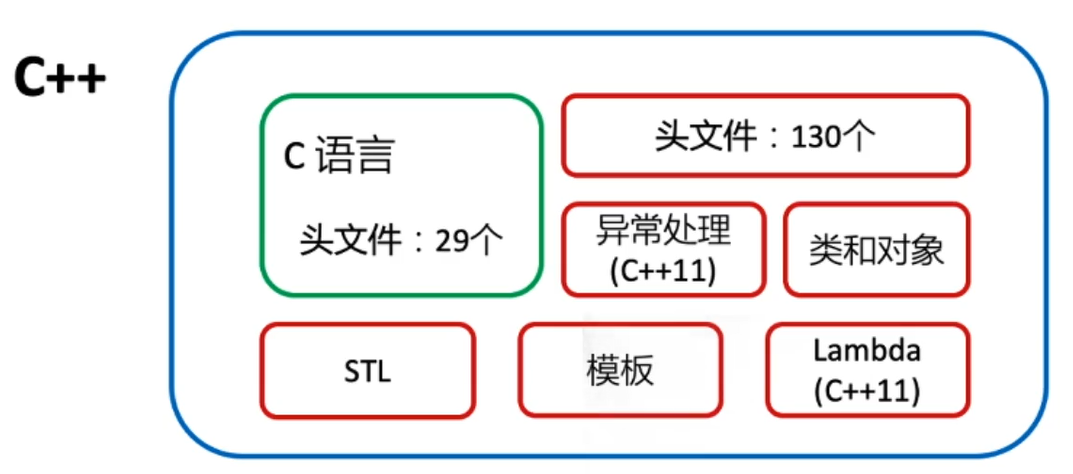 C++
C 语言
头文件：29个
头文件：130个
异常处理
(C++11)
类和对象
STL
模板
Lambda
(C++11)